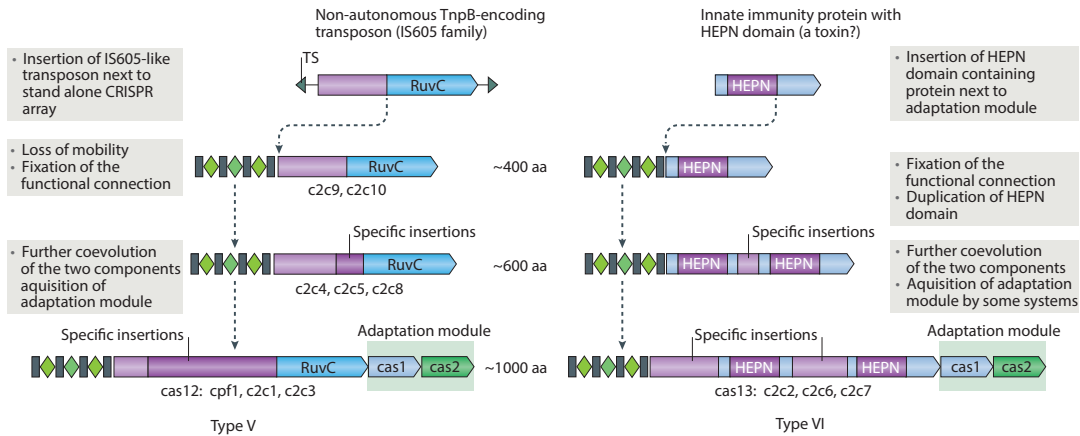 Non-autonomous TnpB-encoding
transposon (IS605 family)
Innate immunity protein with
HEPN domain (a toxin?)
• Insertion of IS605-like
transposon next to
stand alone CRISPR
array
TS
RuvC
HEPN
• Insertion of HEPN
domain containing
protein next to
adaptation module
• Loss of mobility
• Fixation of the
functional connection
RuvC
c2c9, c2c10
~400 aa
HEPN
• Fixation of the
functional connection
• Duplication of HEPN
domain
• Further coevolution
of the two components
aquisition of
adaptation module
Specific insertions
RuvC
c2c4, c2c5, c2c8
~600 aa
Specific insertions
HEPN
HEPN
• Further coevolution
of the two components
• Aquisition of adaptation
module by some systems
Specific insertions
Adaptation module
RuvC
cas1
cas2
cas12: cpf1, c2c1, c2c3
Type V
~1000 aa
Specific insertions
Adaptation module
HEPN
HEPN
cas1
cas2
cas13: c2c2, c2c6, c2c7
Type VI